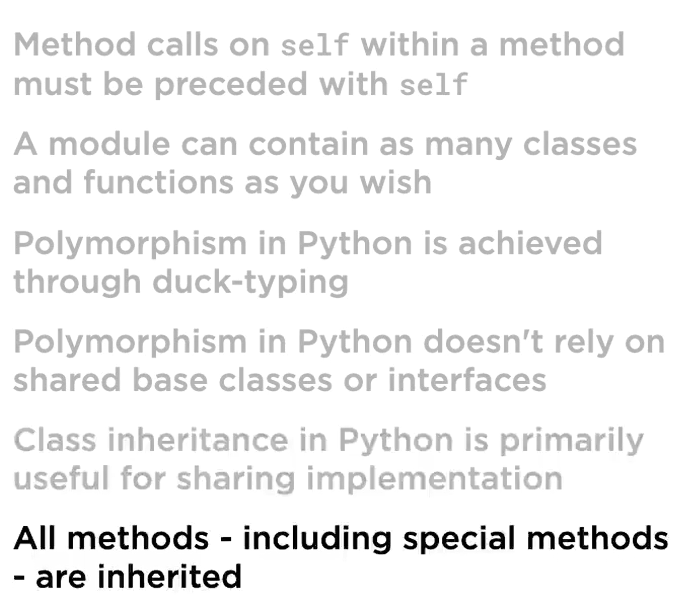 Method calls on self within a method
must be preceded with self
A module can contain as many classes
and functions as you wish
Polymorphism in Python is achieved
through duck-typing
Polymorphism in Python doesn't rely on
shared base classes or interfaces
Class inheritance in Python is primarily
useful for sharing implementation
All methods - including special methods
- are inherited